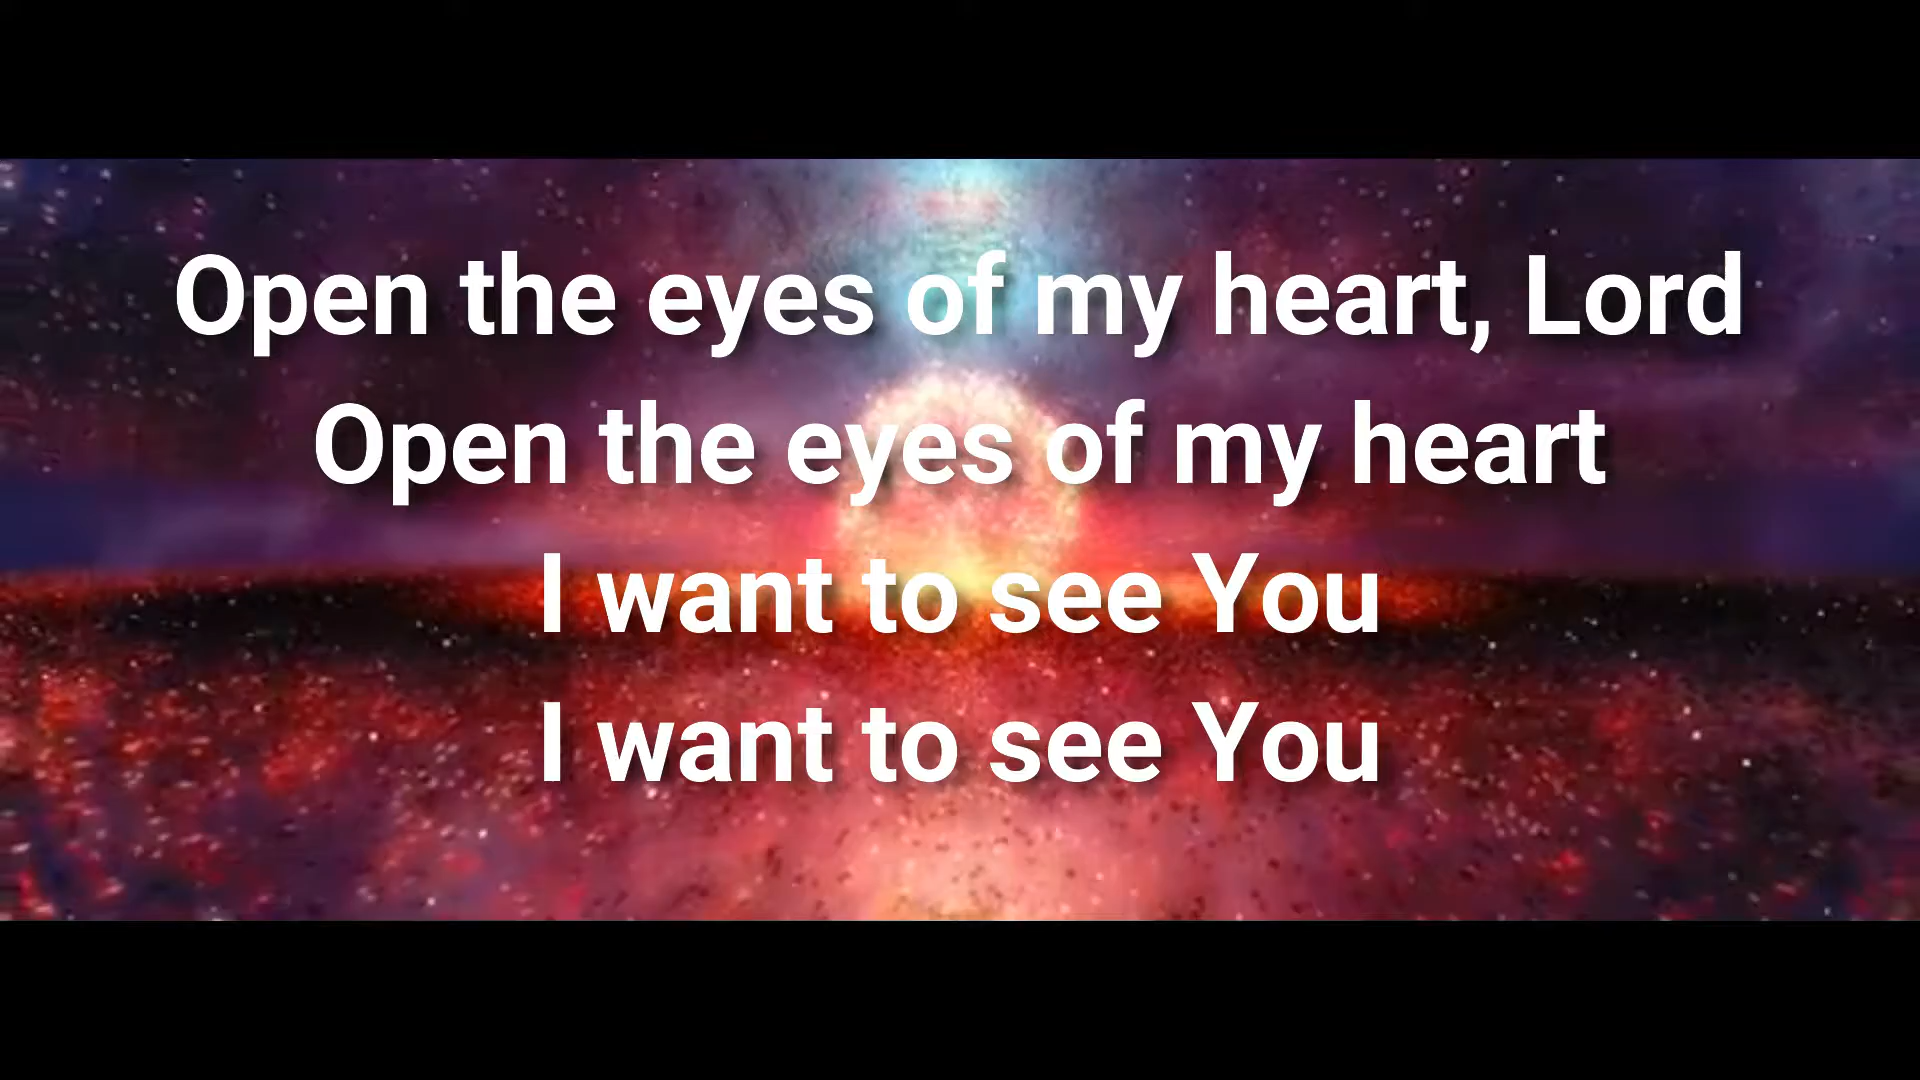 Open the eyes of my heart, Lord
Open the eyes of my heart
I want to see You
I want to see You